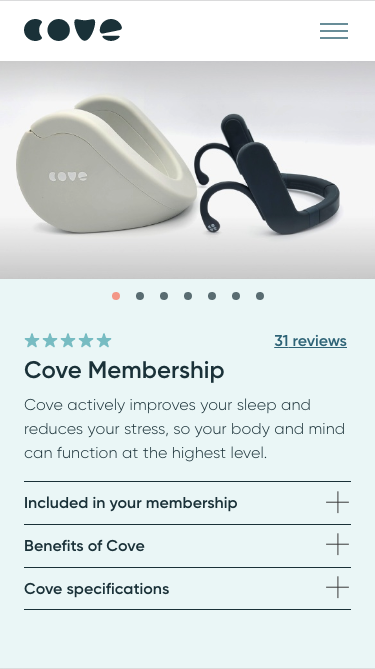 cove
cove
31 reviews
Cove Membership
Cove actively improves your sleep and
reduces your stress, so your body and mind
can function at the highest level.
Included in your membership
Benefits of Cove
Cove specifications